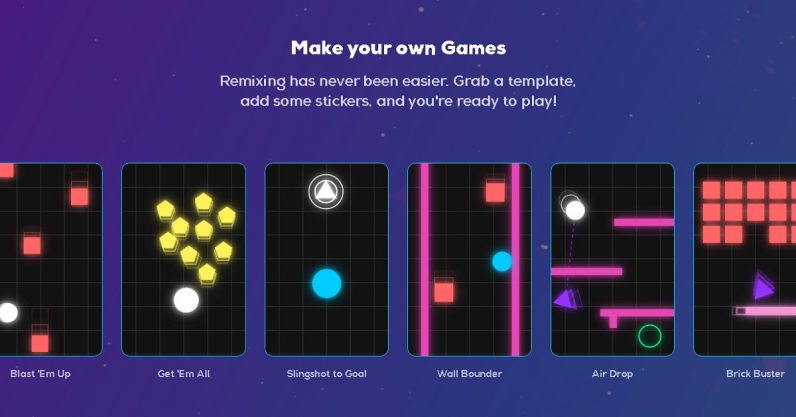 Make your own Games
Remixing has never been easier. Grab a template,
add some stickers, and you're ready to play!
Blast 'Em Up
Get 'Em All
Slingshot to Goal
Wall Bounder
Air Drop
Brick Buster